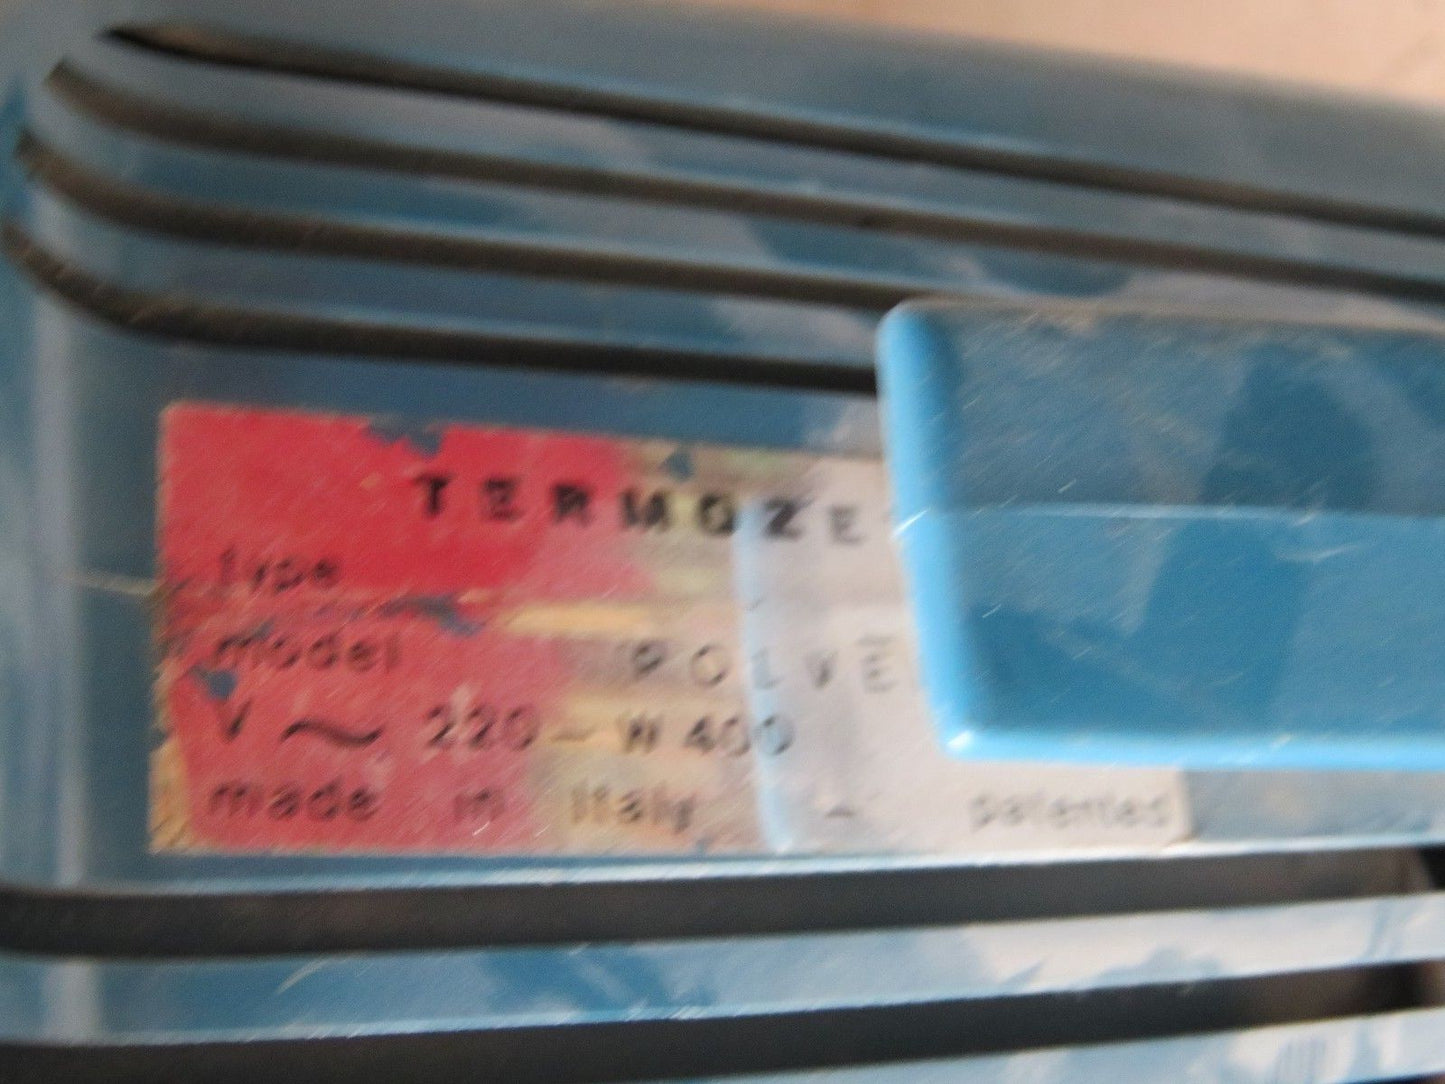 TERMOZE
Type
model POLVE
V ~ 220 - W 400
made in Italy - patented